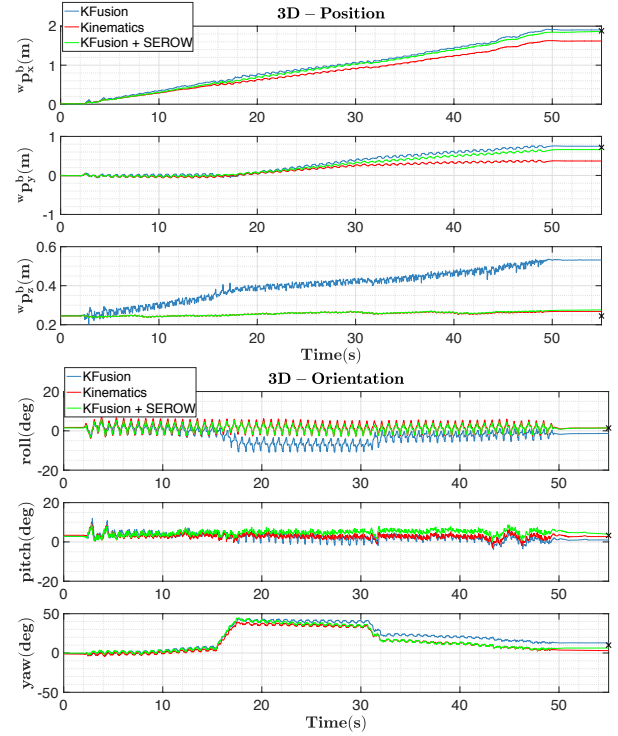 3D – Position
KFusion
Kinematics
KFusion + SEROW
ʷpᵇₓ(m)
2
1
0
0 10 20 30 40 50
ʷpᵇᵧ(m)
1
0
-1
0 10 20 30 40 50
ʷpᵇ_z(m)
0.6
0.4
0.2
0 10 20 30 40 50
Time(s)
3D – Orientation
KFusion
Kinematics
KFusion + SEROW
roll(deg)
20
0
-20
0 10 20 30 40 50
pitch(deg)
20
0
-20
0 10 20 30 40 50
yaw(deg)
50
0
-50
0 10 20 30 40 50
Time(s)